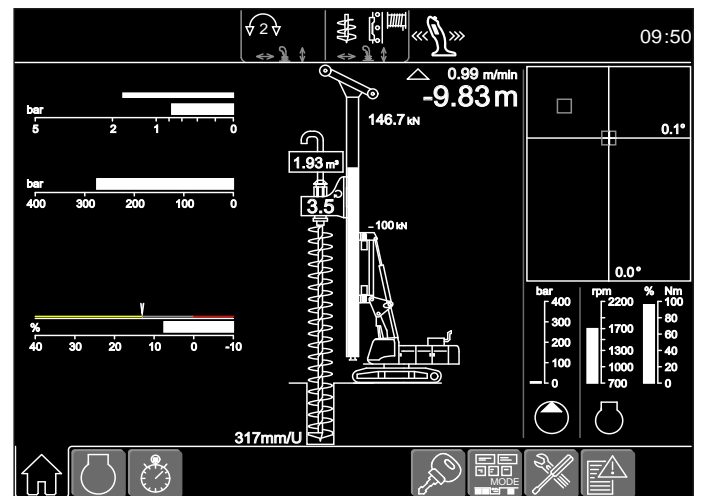 2
09:50
0.99 m/min
-9.83m
146.7 kN
bar
5 2 1 0
0.1°
1.93 m³
bar
400 300 200 100 0
3.5
- 100 kN
0.0°
bar rpm % Nm
400 2200 100
300 1700 80
200 1300 60
100 1000 40
0 700 20
0
%
40 30 20 10 0 -10
317mm/U
MODE